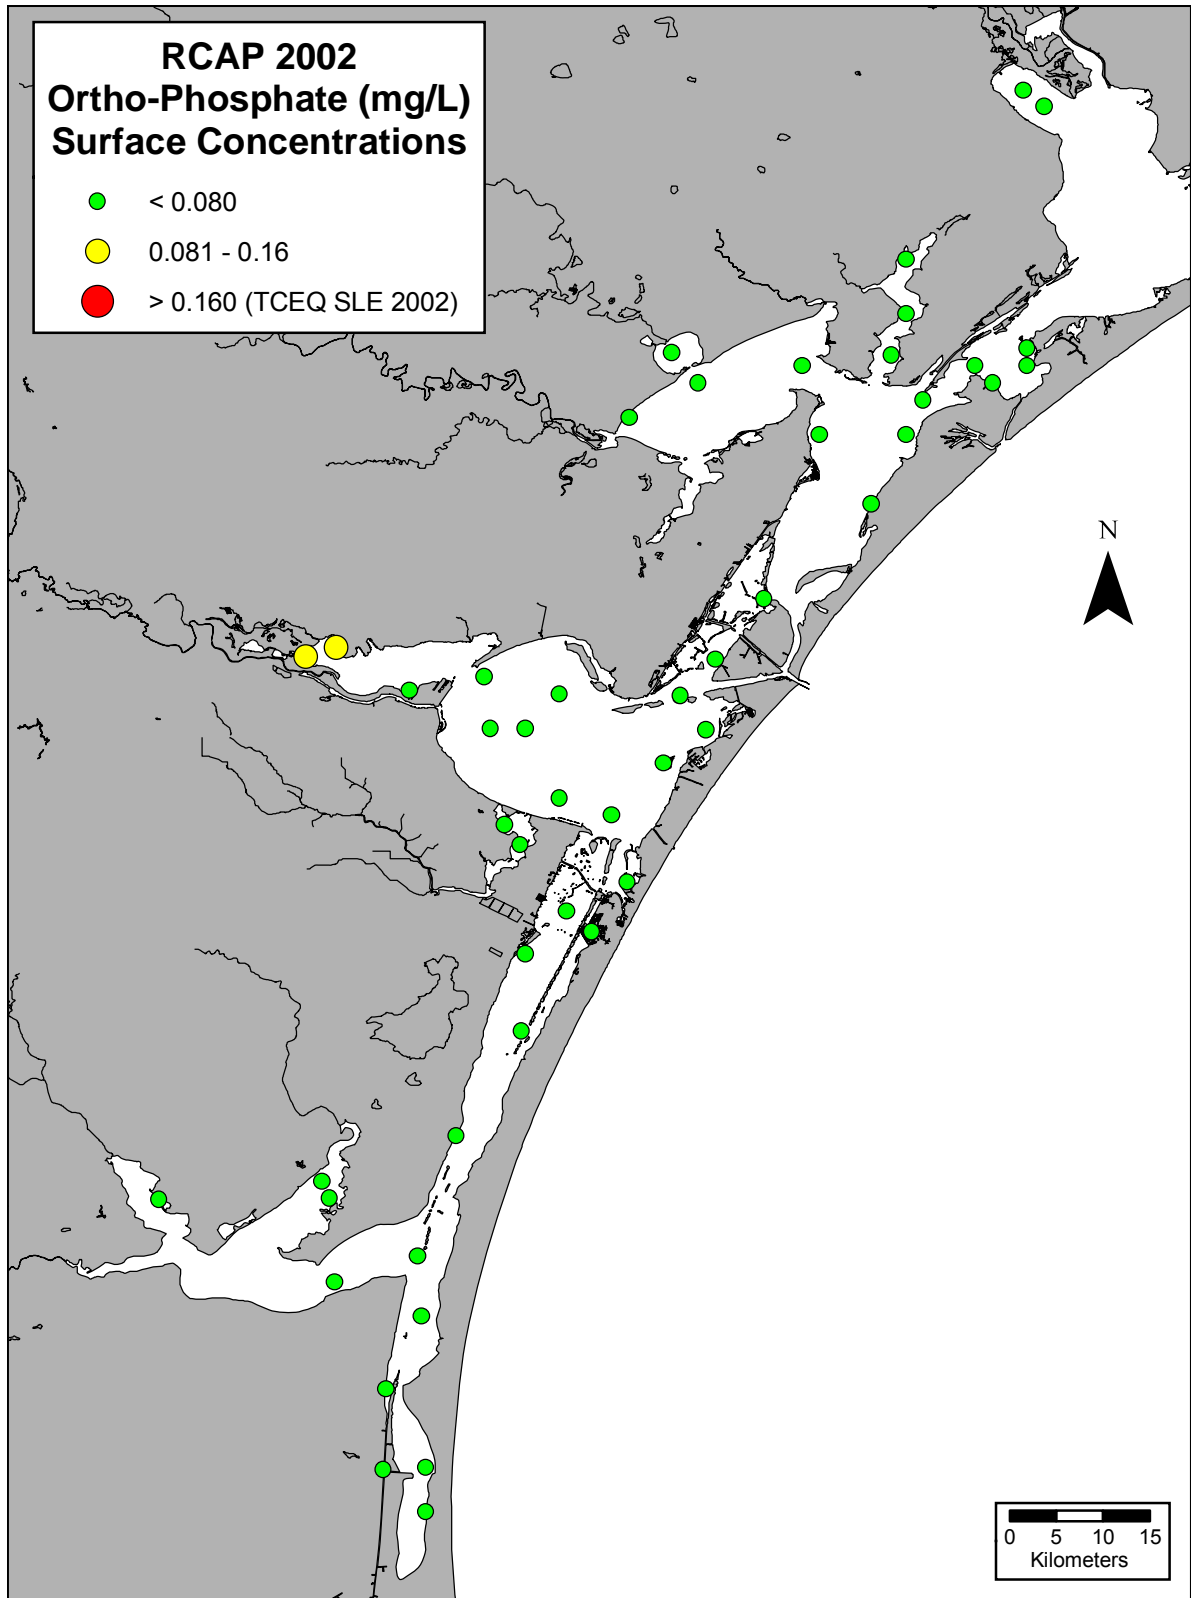 RCAP 2002
Ortho-Phosphate (mg/L)
Surface Concentrations
< 0.080
0.081 - 0.16
> 0.160 (TCEQ SLE 2002)
N
0 5 10 15
Kilometers